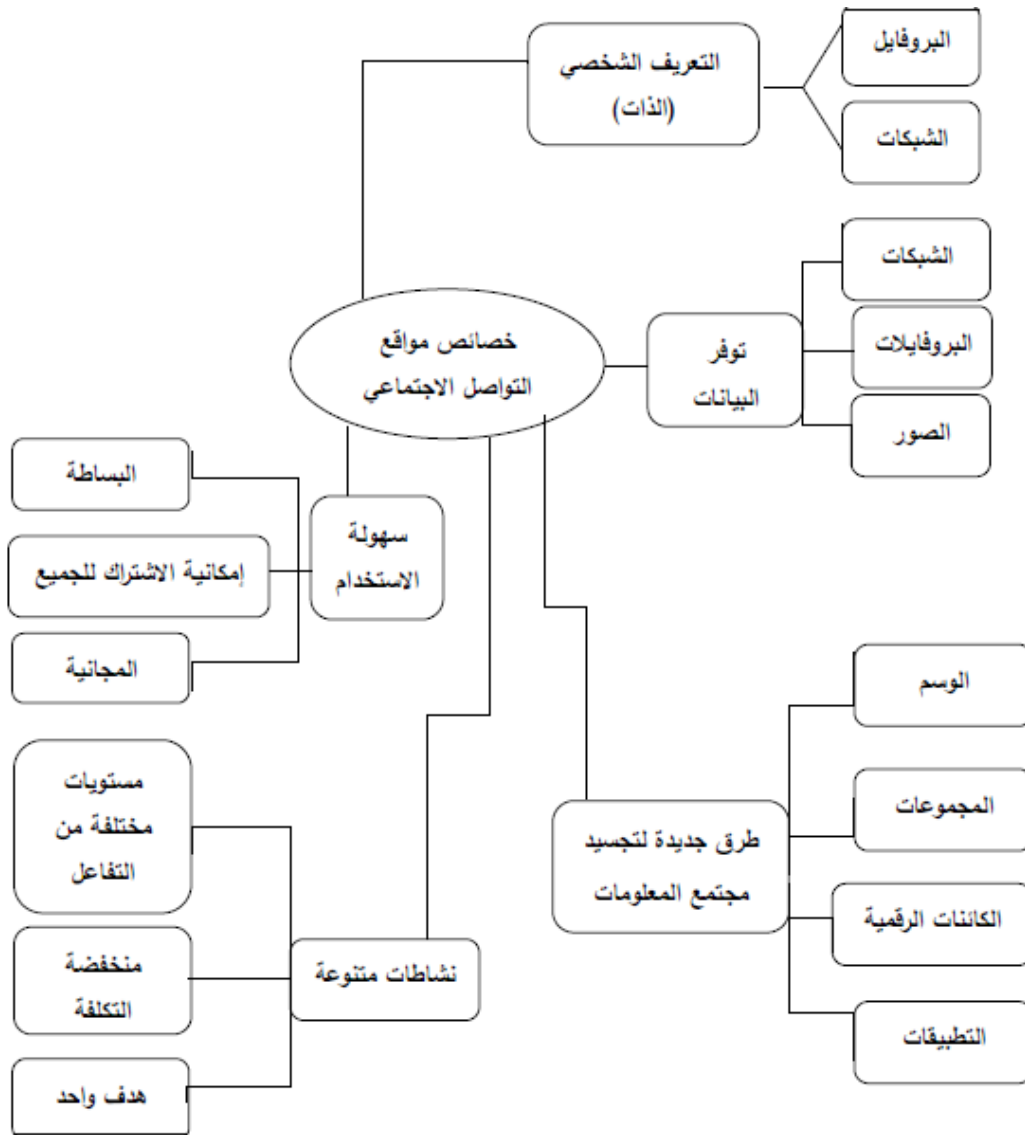 البروفايل
التعريف الشخصي
(الذات)
الشبكات
الشبكات
خصائص مواقع
التواصل الاجتماعي
توفر
البيانات
البروفايلات
الصور
سهولة
الاستخدام
البساطة
إمكانية الاشتراك للجميع
المجانية
الوسم
طرق جديدة لتجسيد
مجتمع المعلومات
المجموعات
الكائنات الرقمية
التطبيقات
نشاطات متنوعة
مستويات
مختلفة من
التفاعل
منخفضة
التكلفة
هدف واحد